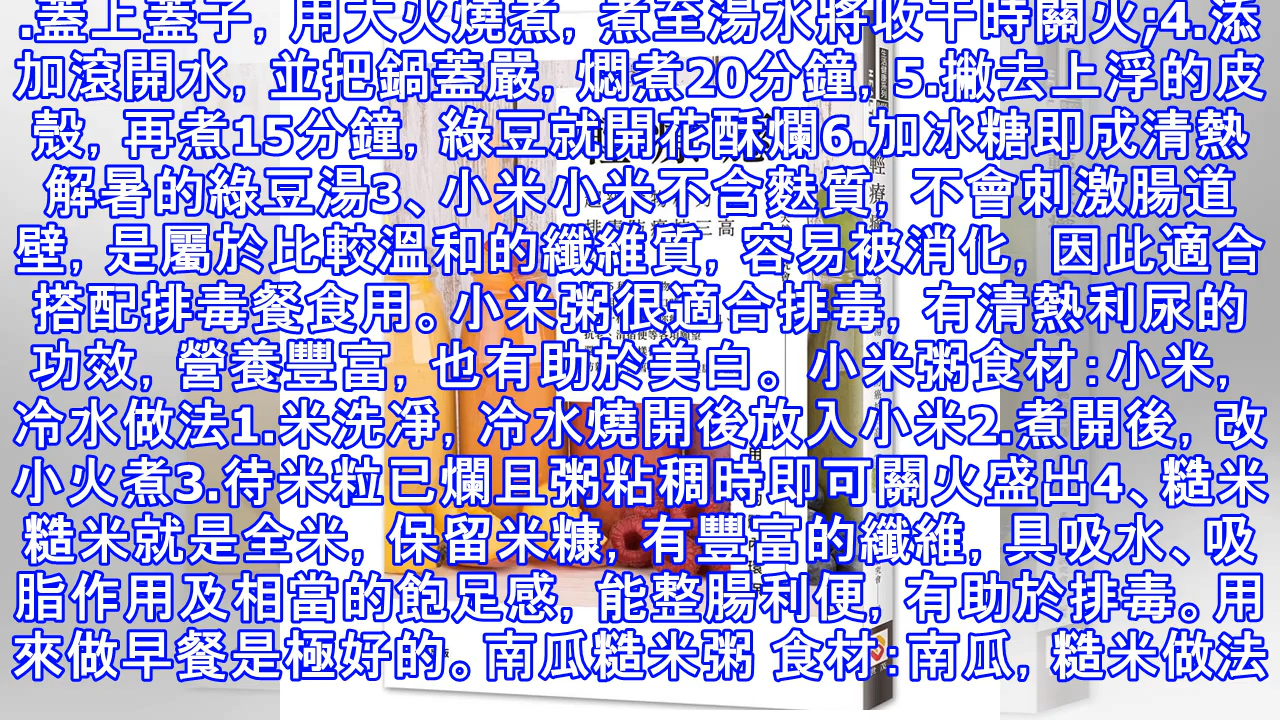 .蓋上蓋子, 用大火燒煮, 煮至湯水將收干時關火;4.添
加滾開水, 並把鍋蓋嚴, 燜煮20分鐘, 5.撇去上浮的皮
殼, 再煮15分鐘, 綠豆就開花酥爛6.加冰糖即成清熱
解暑的綠豆湯3、小米小米不含麩質, 不會刺激腸道
壁, 是屬於比較溫和的纖維質, 容易被消化, 因此適合
搭配排毒餐食用。小米粥很適合排毒, 有清熱利尿的
功效, 營養豐富, 也有助於美白。小米粥食材:小米,
冷水做法1.米洗凈, 冷水燒開後放入小米2.煮開後, 改
小火煮3.待米粒已爛且粥粘稠時即可關火盛出4、糙米
糙米就是全米, 保留米糠, 有豐富的纖維, 具吸水、吸
脂作用及相當的飽足感, 能整腸利便, 有助於排毒。用
來做早餐是極好的。南瓜糙米粥 食材:南瓜, 糙米做法